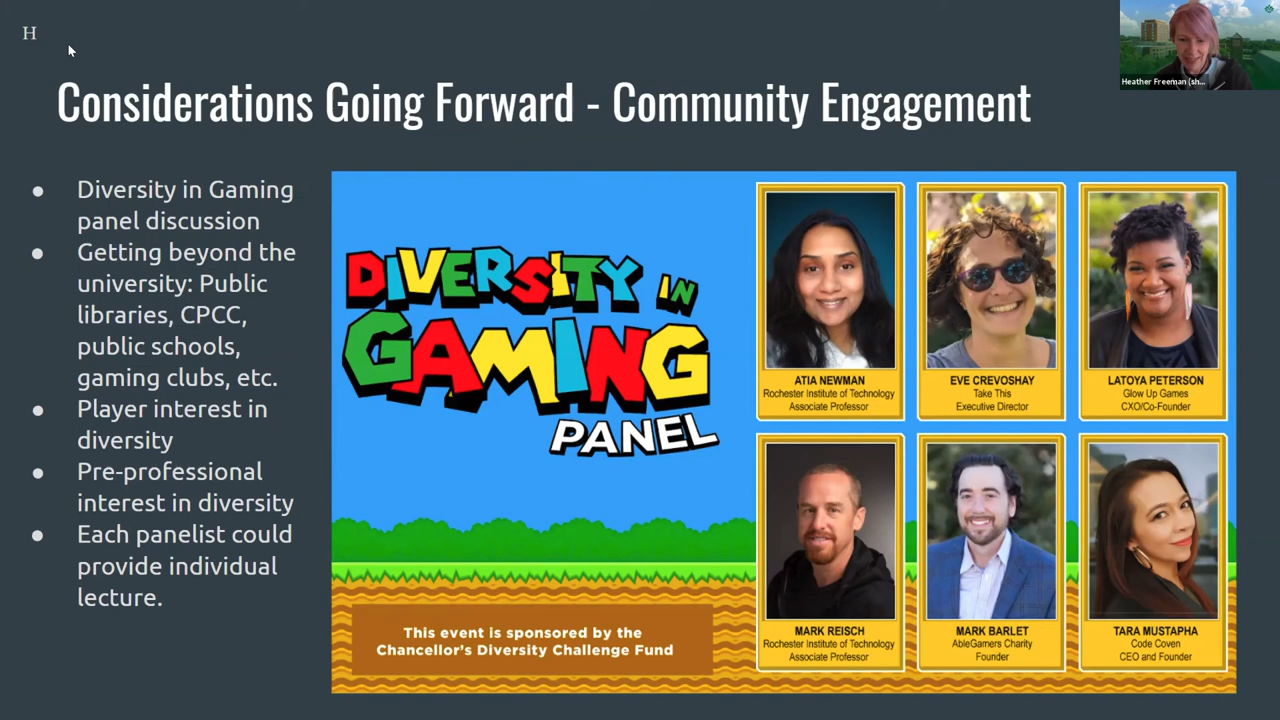 H
Heather Freeman (sh...
Considerations Going Forward - Community Engagement
● Diversity in Gaming
panel discussion
● Getting beyond the
university: Public
libraries, CPCC,
public schools,
gaming clubs, etc.
● Player interest in
diversity
● Pre-professional
interest in diversity
● Each panelist could
provide individual
lecture.
DIVERSITY IN
GAMING
PANEL
This event is sponsored by the
Chancellor's Diversity Challenge Fund
ATIA NEWMAN
Rochester Institute of Technology
Associate Professor
EVE CREVOSHAY
Take This
Executive Director
LATOYA PETERSON
Glow Up Games
CXO/Co-Founder
MARK REISCH
Rochester Institute of Technology
Associate Professor
MARK BARLET
AbleGamers Charity
Founder
TARA MUSTAPHA
Code Coven
CEO and Founder